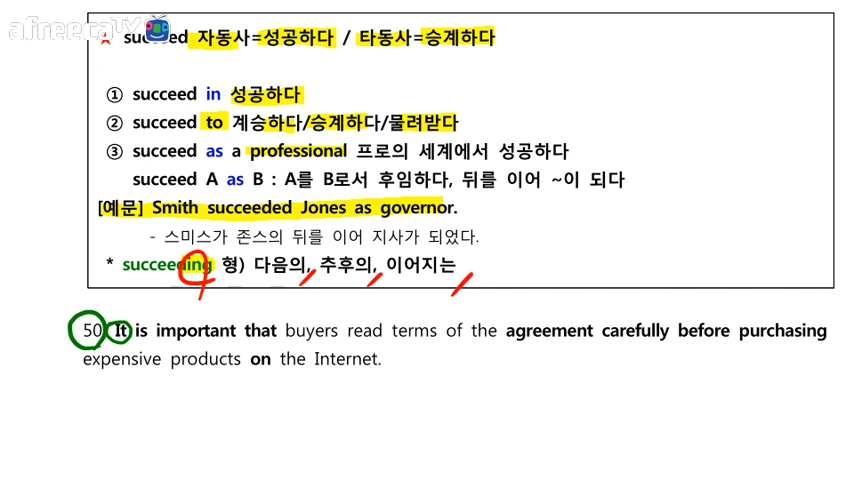 afreecaTV
succeed 자동사=성공하다 / 타동사=승계하다
① succeed in 성공하다
② succeed to 계승하다/승계하다/물려받다
③ succeed as a professional 프로의 세계에서 성공하다
succeed A as B : A를 B로서 후임하다, 뒤를 이어 ~이 되다
[예문] Smith succeeded Jones as governor.
- 스미스가 존스의 뒤를 이어 지사가 되었다.
* succeeding 형) 다음의, 추후의, 이어지는
50 It is important that buyers read terms of the agreement carefully before purchasing
expensive products on the Internet.